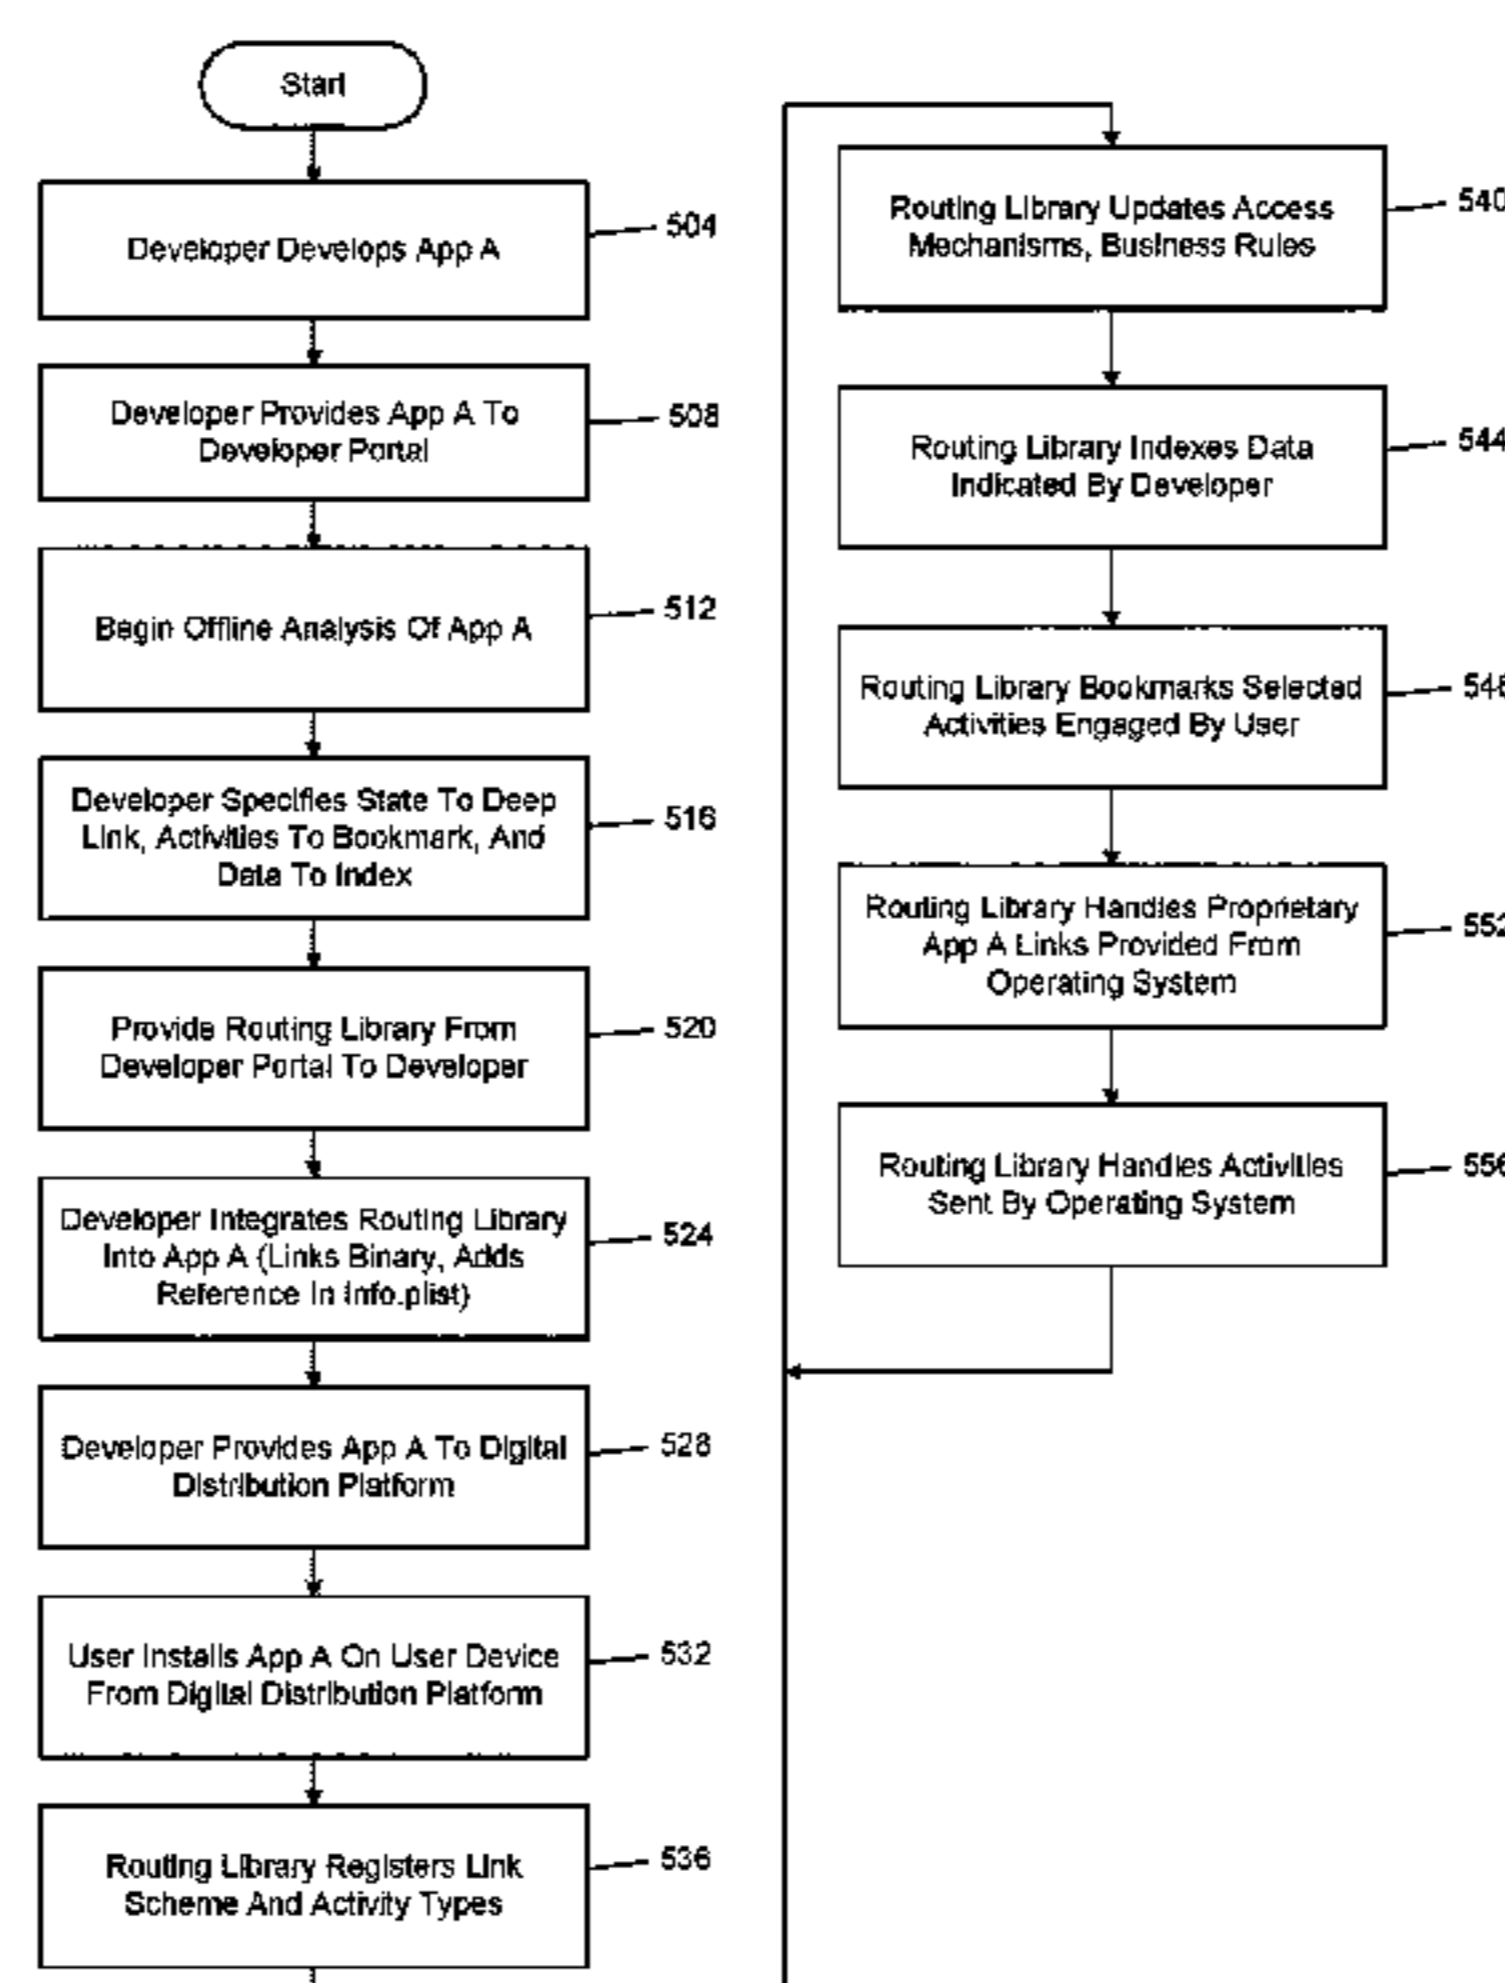 Start
Developer Develops App A
504
Developer Provides App A To
Developer Portal
508
Begin Offline Analysis Of App A
512
Developer Specifies State To Deep
Link, Activities To Bookmark, And
Data To Index
516
Provide Routing Library From
Developer Portal To Developer
520
Developer Integrates Routing Library
Into App A (Links Binary, Adds
Reference In Info.plist)
524
Developer Provides App A To Digital
Distribution Platform
528
User Installs App A On User Device
From Digital Distribution Platform
532
Routing Library Registers Link
Scheme And Activity Types
536
Routing Library Updates Access
Mechanisms, Business Rules
540
Routing Library Indexes Data
Indicated By Developer
544
Routing Library Bookmarks Selected
Activities Engaged By User
Routing Library Handles Proprietary
App A Links Provided From
Operating System
552
Routing Library Handles Activities
Sent By Operating System
556